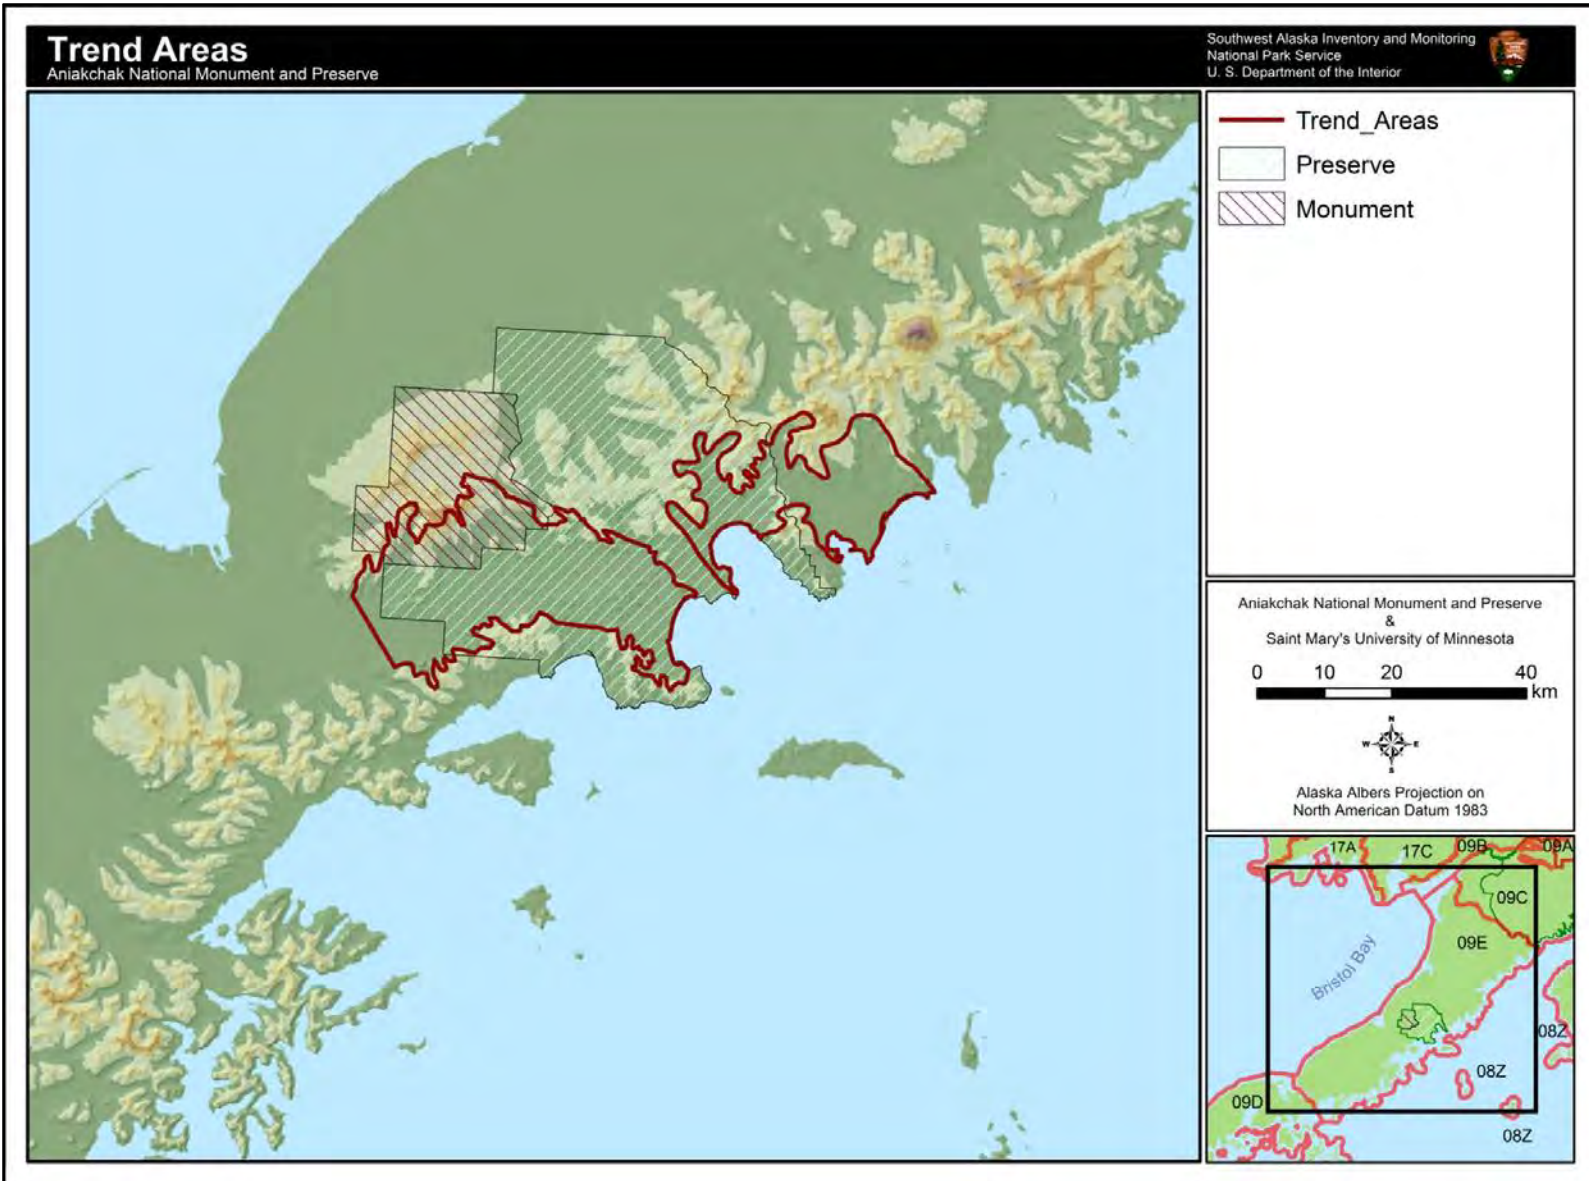 Trend Areas
Aniakchak National Monument and Preserve
Southwest Alaska Inventory and Monitoring
National Park Service
U. S. Department of the Interior
Trend_Areas
Preserve
Monument
Aniakchak National Monument and Preserve
&
Saint Mary's University of Minnesota
0 10 20 40
km
N
W E
S
Alaska Albers Projection on
North American Datum 1983
17A 17C 09B 09A
09C
09E
Bristol Bay
08Z
08Z
09D
08Z